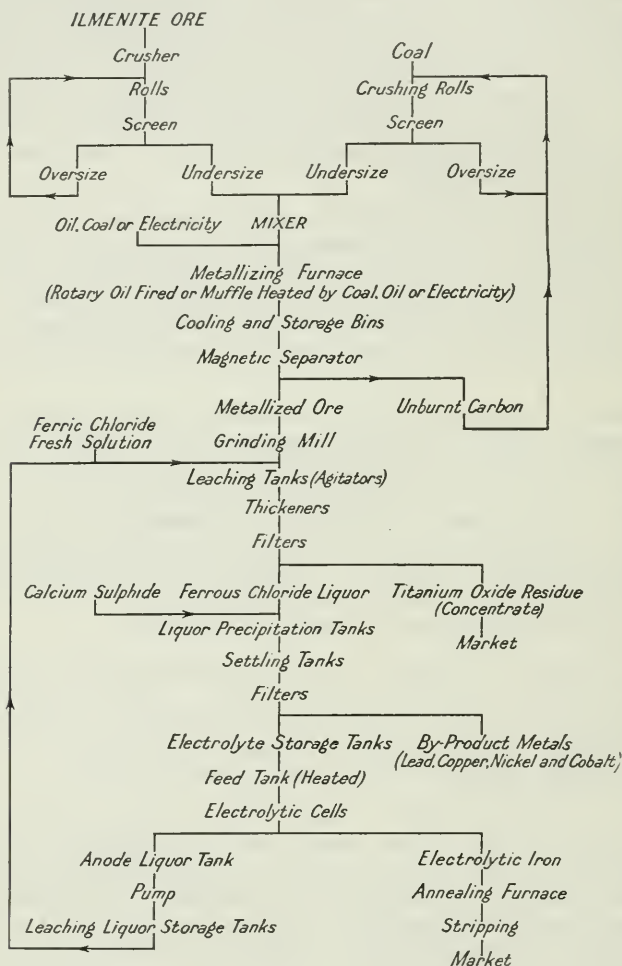 ILMENITE ORE
Crusher
Rolls
Screen
Oversize
Undersize
Coal
Crushing Rolls
Screen
Undersize
Oversize
Oil, Coal or Electricity
MIXER
Metallizing Furnace
(Rotary Oil Fired or Muffle Heated by Coal, Oil or Electricity)
Cooling and Storage Bins
Magnetic Separator
Metallized Ore
Unburnt Carbon
Ferric Chloride
Fresh Solution
Grinding Mill
Leaching Tanks (Agitators)
Thickeners
Filters
Calcium Sulphide
Ferrous Chloride Liquor
Titanium Oxide Residue
(Concentrate)
Market
Liquor Precipitation Tanks
Settling Tanks
Filters
Electrolyte Storage Tanks
By-Product Metals
(Lead, Copper, Nickel and Cobalt)
Feed Tank (Heated)
Electrolytic Cells
Anode Liquor Tank
Pump
Leaching Liquor Storage Tanks
Electrolytic Iron
Annealing Furnace
Stripping
Market